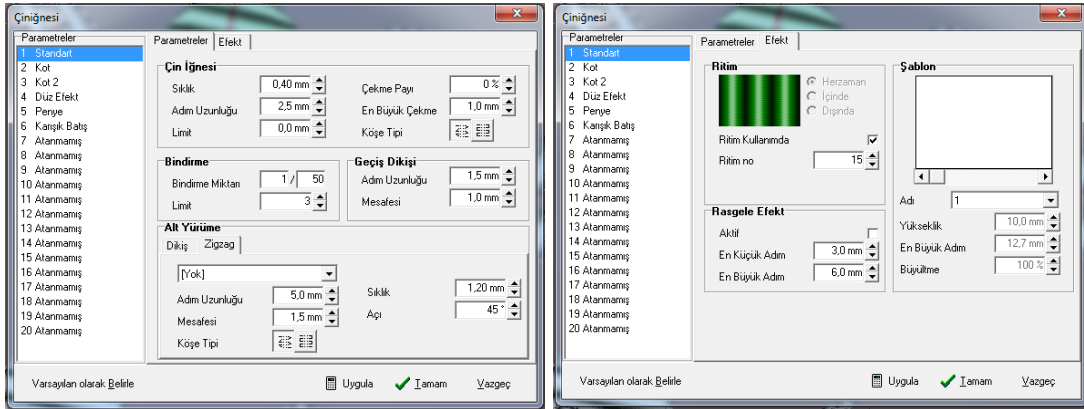 Çiniğnesi
Parametreler
1 Standart
2 Kot
3 Kot 2
4 Düz Efekt
5 Penye
6 Karışık Batış
7 Atanmamış
8 Atanmamış
9 Atanmamış
10 Atanmamış
11 Atanmamış
12 Atanmamış
13 Atanmamış
14 Atanmamış
15 Atanmamış
16 Atanmamış
17 Atanmamış
18 Atanmamış
19 Atanmamış
20 Atanmamış
Parametreler Efekt
Çin İğnesi
Sıklık 0,40 mm Çekme Payı 0 %
Adım Uzunluğu 2,5 mm En Büyük Çekme 1,0 mm
Limit 0,0 mm Köşe Tipi
Bindirme
Bindirme Miktarı 1 / 50
Limit 3
Geçiş Dikişi
Adım Uzunluğu 1,5 mm
Mesafesi 1,0 mm
Alt Yürüme
Dikiş Zigzag
[Yok]
Adım Uzunluğu 5,0 mm Sıklık 1,20 mm
Mesafesi 1,5 mm Açı 45 °
Köşe Tipi
Varsayılan olarak Belirle Uygula Tamam Vazgeç
Çiniğnesi
Parametreler
1 Standart
2 Kot
3 Kot 2
4 Düz Efekt
5 Penye
6 Karışık Batış
7 Atanmamış
8 Atanmamış
9 Atanmamış
10 Atanmamış
11 Atanmamış
12 Atanmamış
13 Atanmamış
14 Atanmamış
15 Atanmamış
16 Atanmamış
17 Atanmamış
18 Atanmamış
19 Atanmamış
20 Atanmamış
Parametreler Efekt
Ritim
Herzaman
İçinde
Dışında
Ritim Kullanımda
Ritim no 15
Rasgele Efekt
Aktif
En Küçük Adım 3,0 mm
En Büyük Adım 6,0 mm
Şablon
Adı 1
Yükseklik 10,0 mm
En Büyük Adım 12,7 mm
Büyültme 100 %
Varsayılan olarak Belirle Uygula Tamam Vazgeç